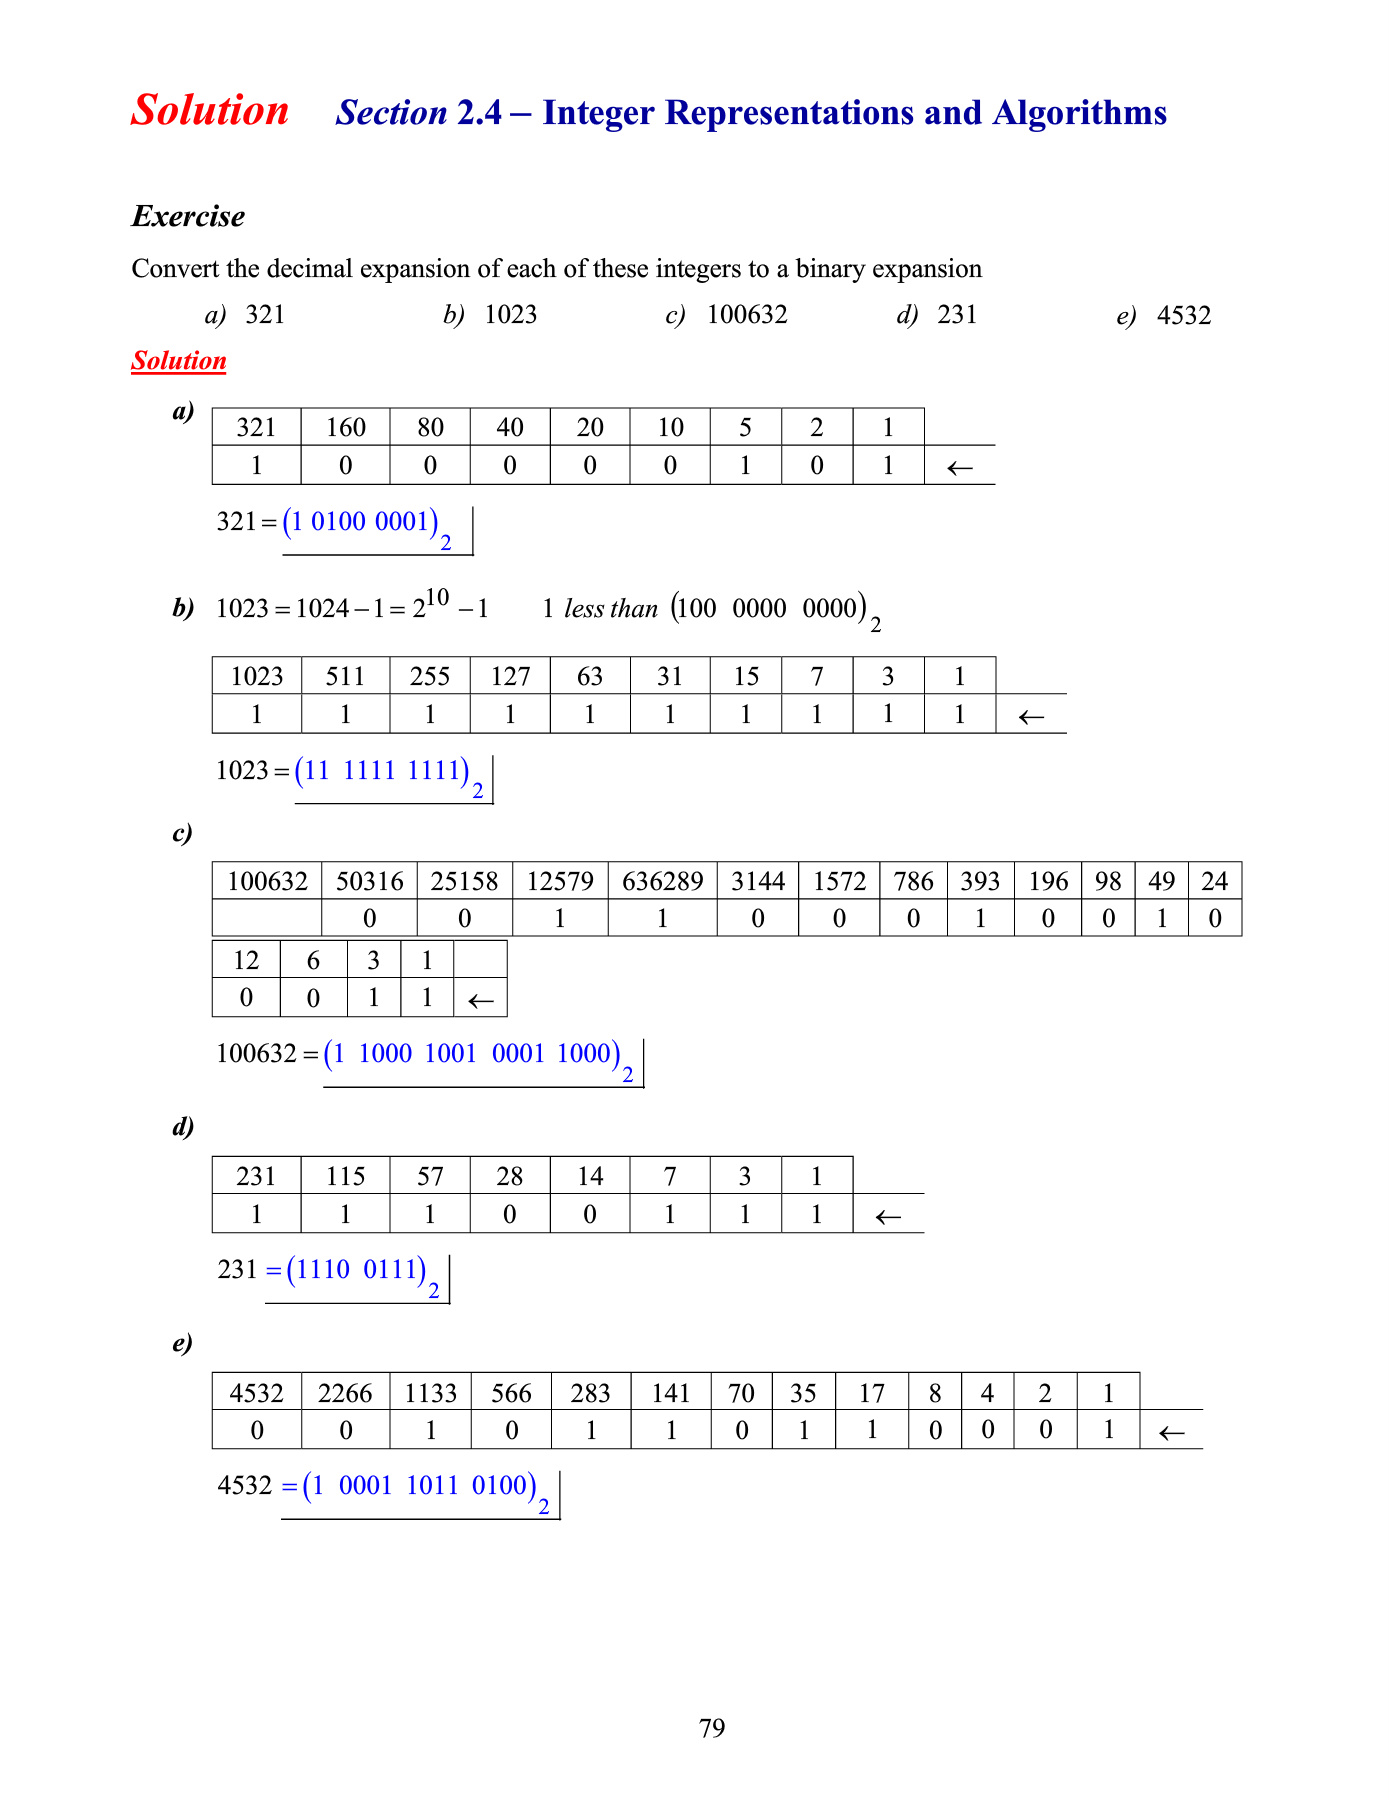 Solution Section 2.4 – Integer Representations and Algorithms
Exercise
Convert the decimal expansion of each of these integers to a binary expansion
a) 321 b) 1023 c) 100632 d) 231 e) 4532
Solution
a)
321 160 80 40 20 10 5 2 1
1 0 0 0 0 0 1 0 1 ←
321 = (1 0100 0001)₂
b) 1023 = 1024 − 1 = 2¹⁰ − 1 1 less than (100 0000 0000)₂
1023 511 255 127 63 31 15 7 3 1
1 1 1 1 1 1 1 1 1 1 ←
1023 = (11 1111 1111)₂
c)
100632 50316 25158 12579 636289 3144 1572 786 393 196 98 49 24
0 0 1 1 0 0 0 1 0 0 1 0
12 6 3 1
0 0 1 1 ←
100632 = (1 1000 1001 0001 1000)₂
d)
231 115 57 28 14 7 3 1
1 1 1 0 0 1 1 1 ←
231 = (1110 0111)₂
e)
4532 2266 1133 566 283 141 70 35 17 8 4 2 1
0 0 1 0 1 1 0 1 1 0 0 0 1 ←
4532 = (1 0001 1011 0100)₂
79